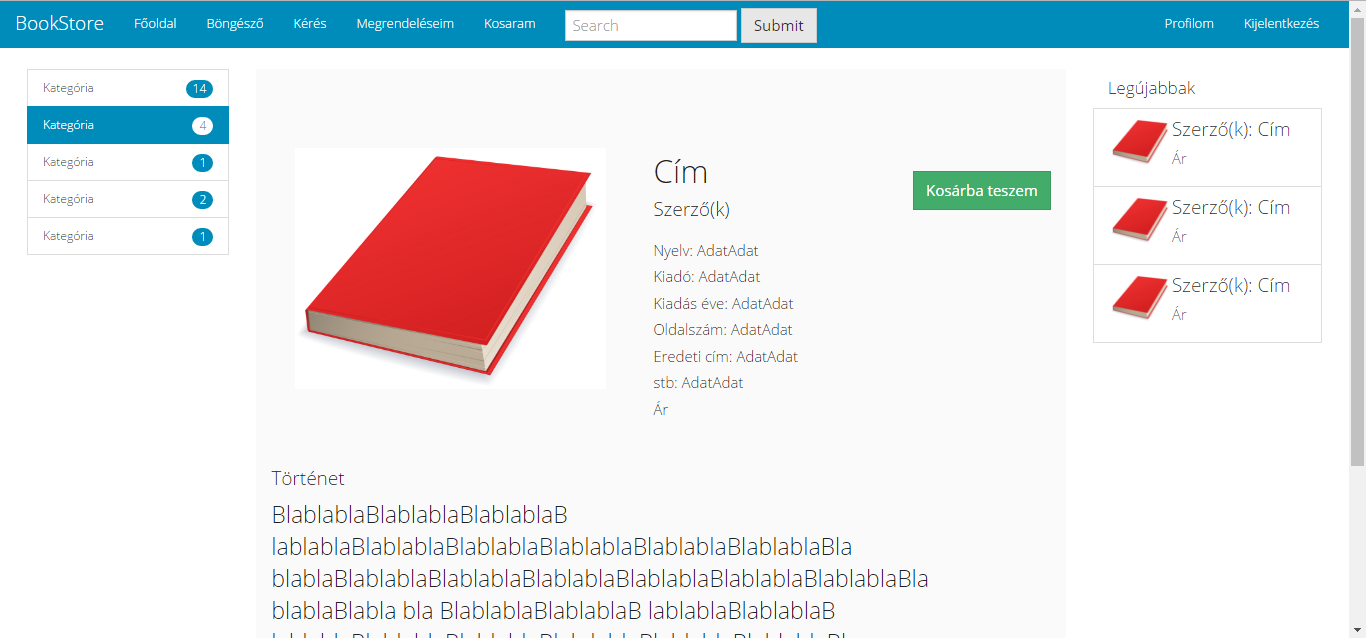 BookStore Főoldal Böngésző Kérés Megrendeléseim Kosaram Search Submit Profilom Kijelentkezés
Kategória 14
Kategória 4
Kategória 1
Kategória 2
Kategória 1
Cím
Szerző(k)
Kosárba teszem
Nyelv: AdatAdat
Kiadó: AdatAdat
Kiadás éve: AdatAdat
Oldalszám: AdatAdat
Eredeti cím: AdatAdat
stb: AdatAdat
Ár
Történet
BlablablaBlablablaBlablablaB
lablablaBlablablaBlablablaBlablablaBlablablaBlablablaBla
blablaBlablablaBlablablaBlablablaBlablablaBlablablaBlablablaBla
blablaBlabla bla BlablablaBlablablaB lablablaBlablablaB
Legújabbak
Szerző(k): Cím
Ár
Szerző(k): Cím
Ár
Szerző(k): Cím
Ár